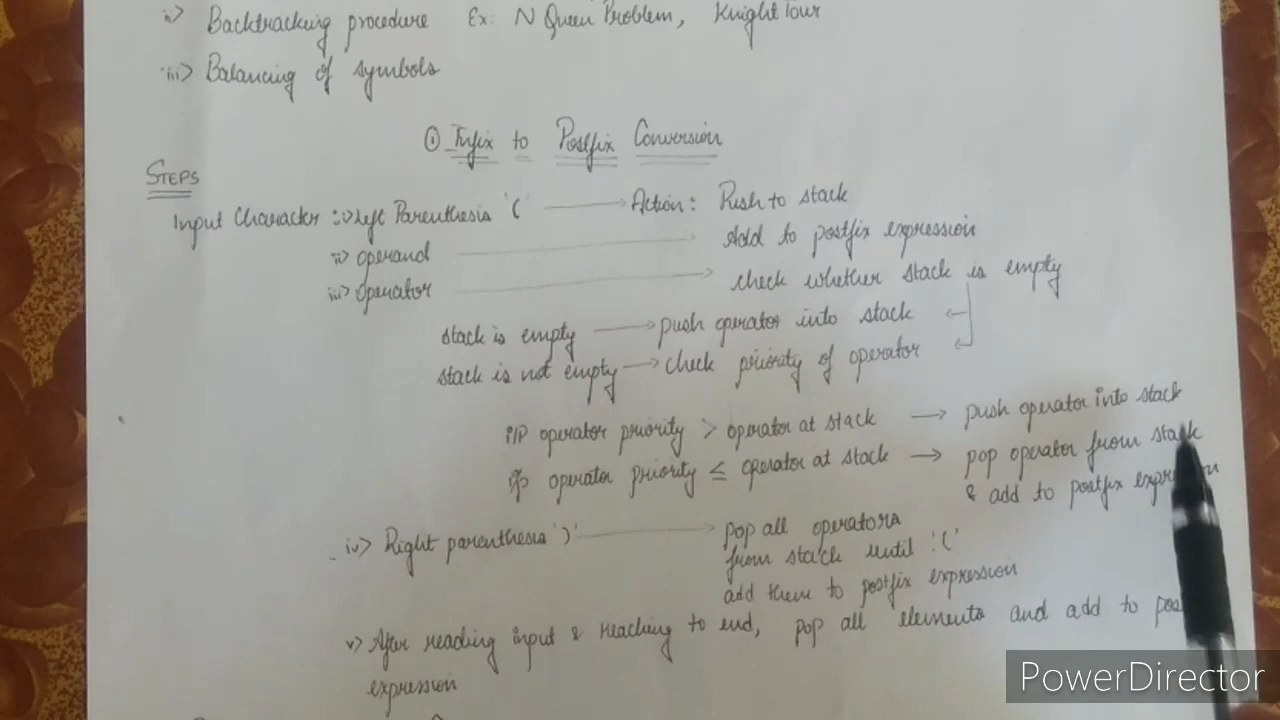 ii> Backtracking procedure Ex: N Queen Problem, Knight Tour
iii> Balancing of symbols
① Infix to Postfix Conversion
STEPS
Input Character : i> left Parenthesis '( → Action: Push to stack
ii> operand → Add to postfix expression
iii> operator → check whether stack is empty
stack is empty → push operator into stack ←
stack is not empty → check priority of operator ←
i/P operator priority > operator at stack → push operator into stack
i/p operator priority ≤ operator at stack → pop operator from stack
& add to postfix
iv> Right parenthesis ')' → pop all operators
from stack until '('
add them to postfix expression
v> After reading input & reaching to end, pop all elements and add to
expression
PowerDirector